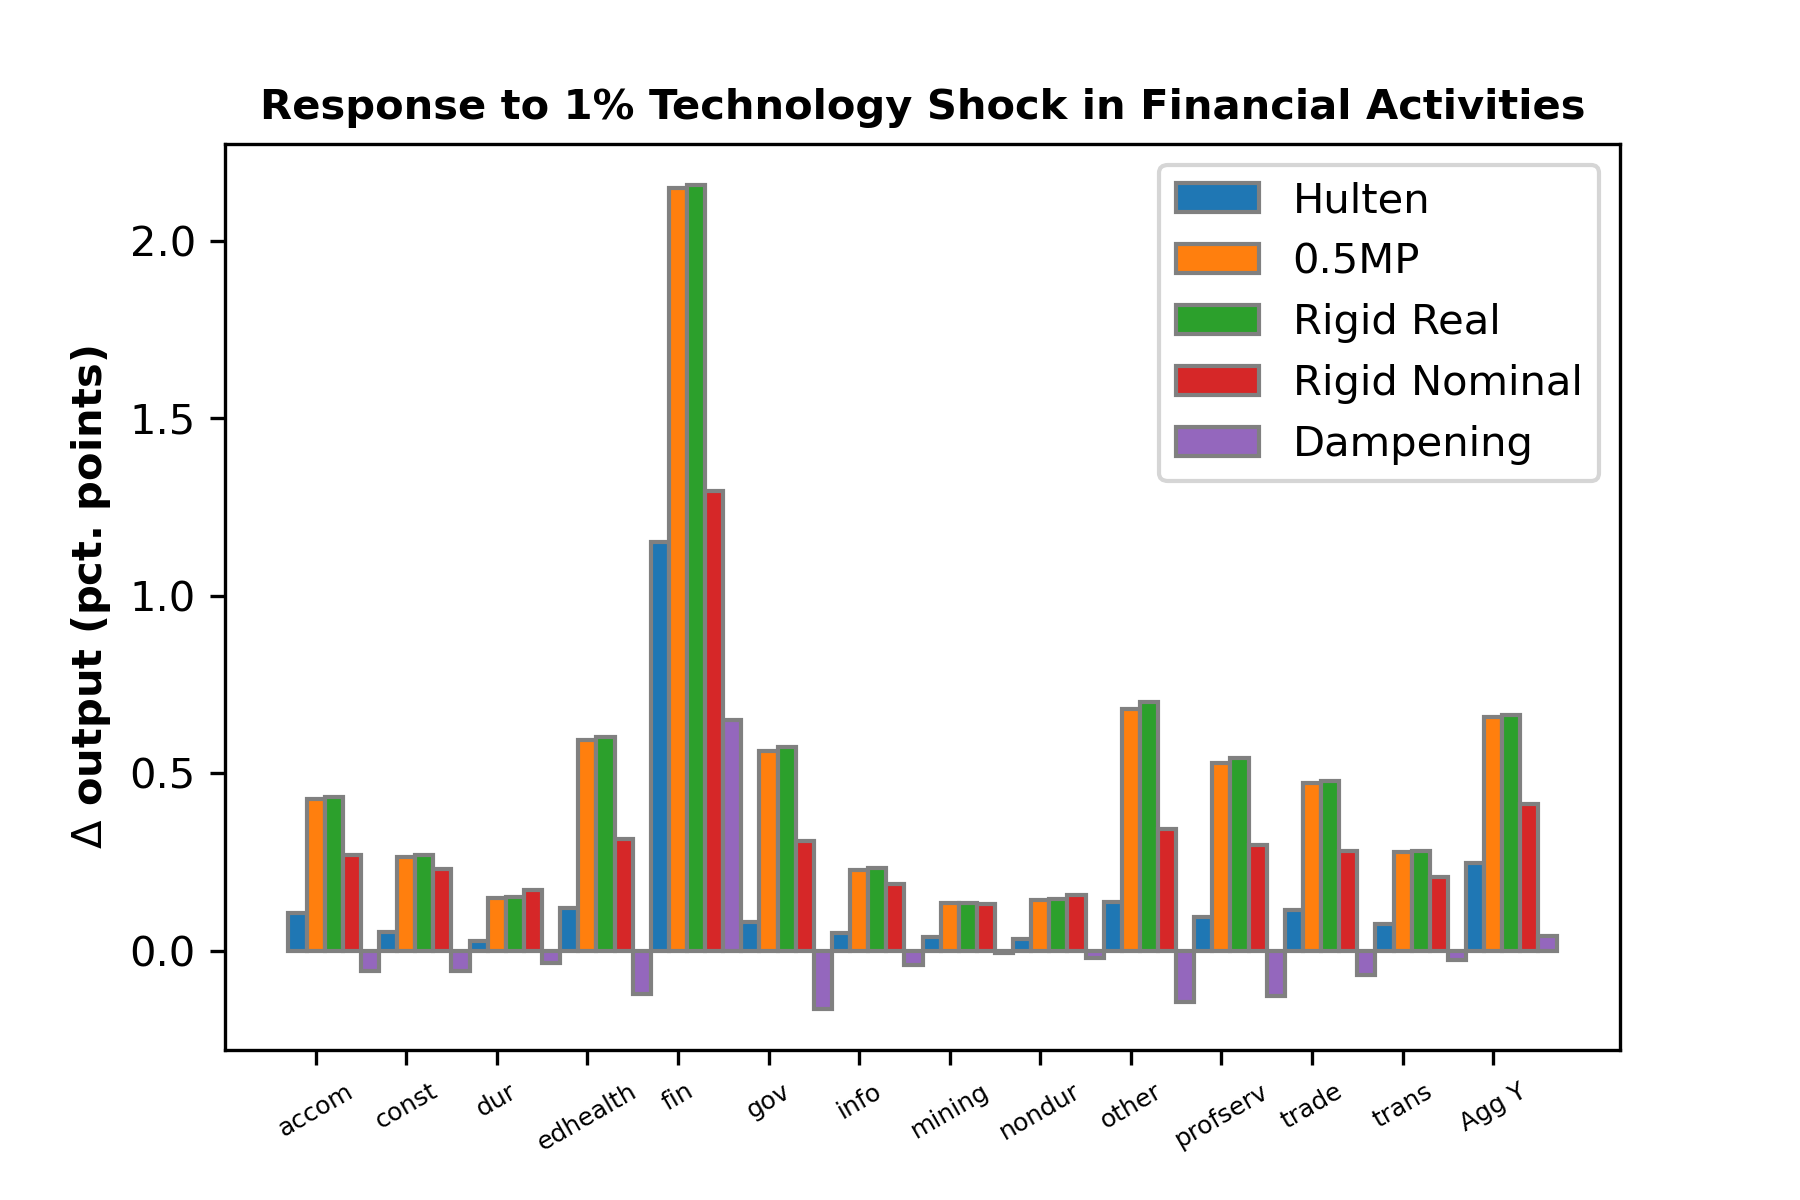 Response to 1% Technology Shock in Financial Activities
Hulten
0.5MP
Rigid Real
Rigid Nominal
Dampening
Δ output (pct. points)
2.0
1.5
1.0
0.5
0.0
accom
const
dur
edhealth
fin
gov
info
mining
nondur
other
profserv
trade
trans
Agg Y